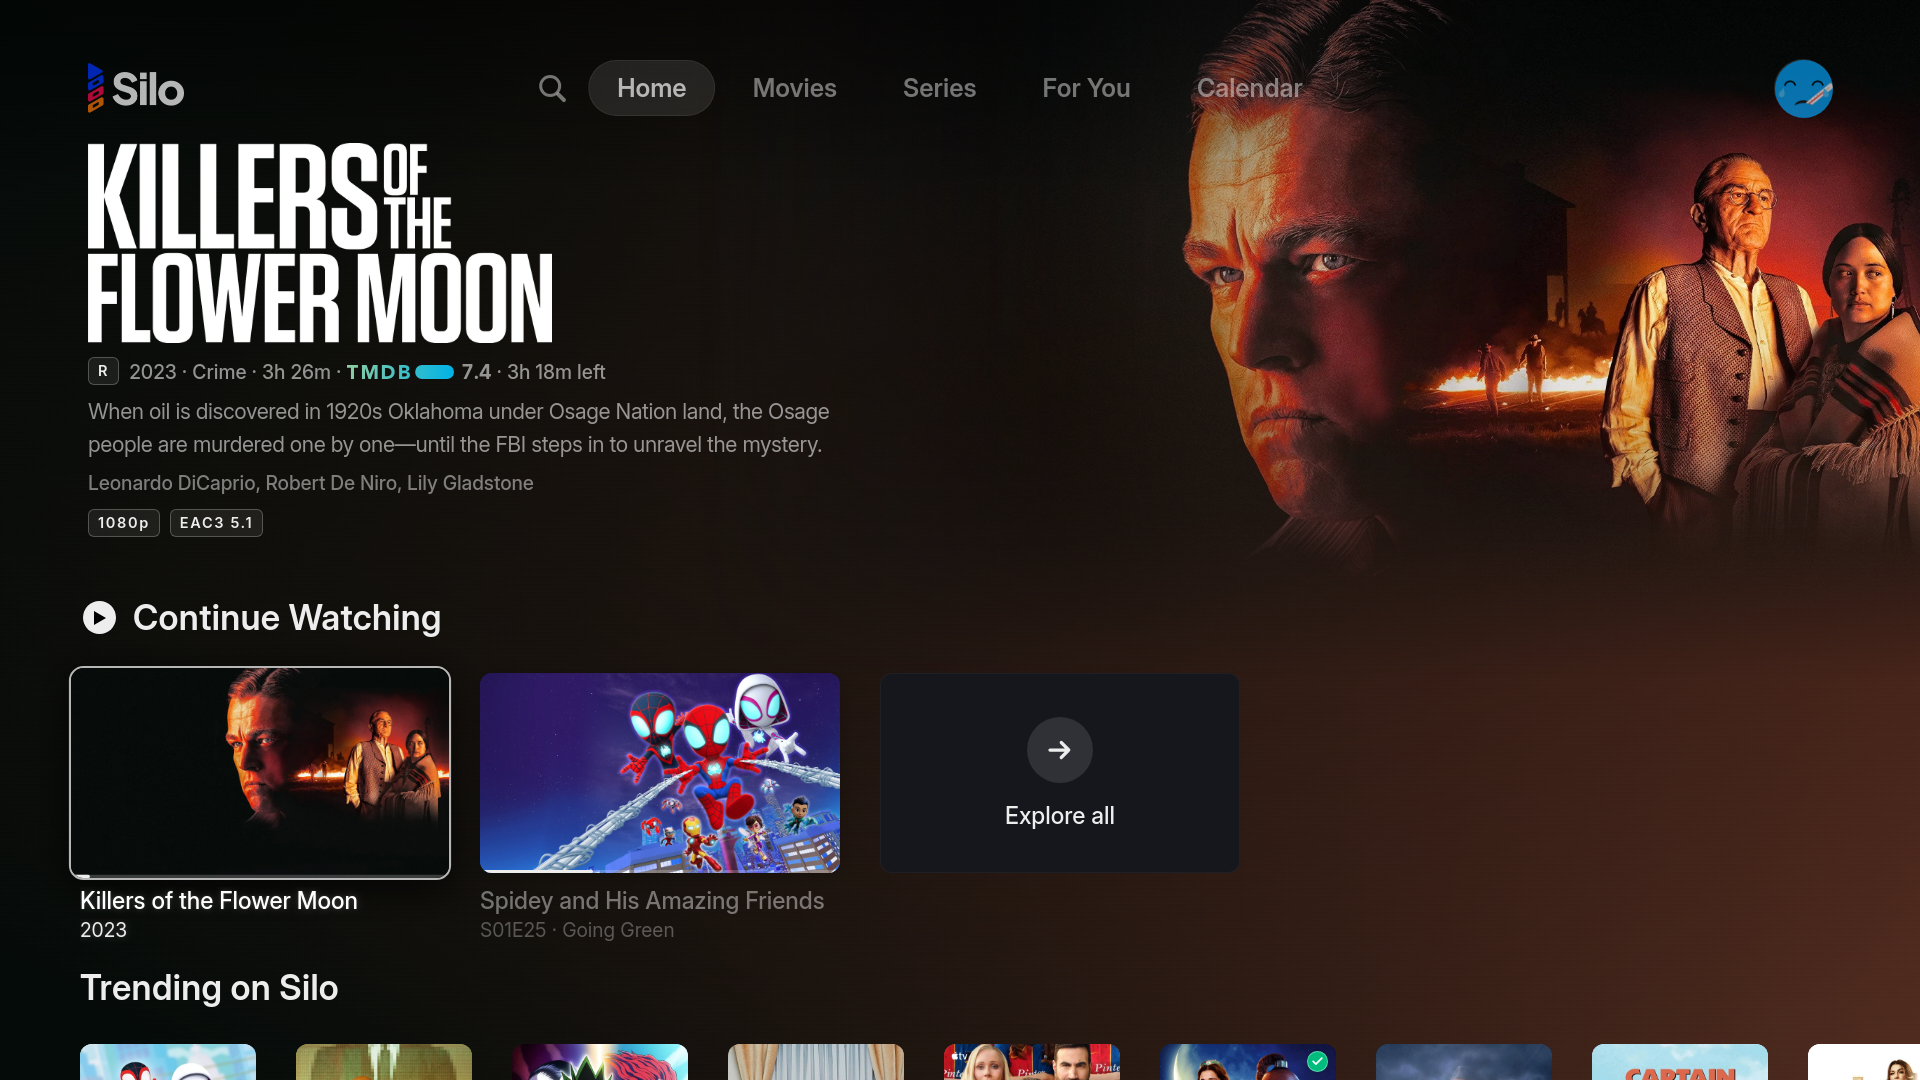 Silo
Home
Movies
Series
For You
Calendar
KILLERS OF THE
FLOWER MOON
R 2023 · Crime · 3h 26m · TMDB 7.4 · 3h 18m left
When oil is discovered in 1920s Oklahoma under Osage Nation land, the Osage
people are murdered one by one—until the FBI steps in to unravel the mystery.
Leonardo DiCaprio, Robert De Niro, Lily Gladstone
1080p EAC3 5.1
Continue Watching
Explore all
Killers of the Flower Moon
2023
Spidey and His Amazing Friends
S01E25 · Going Green
Trending on Silo
tv
CAPTAIN